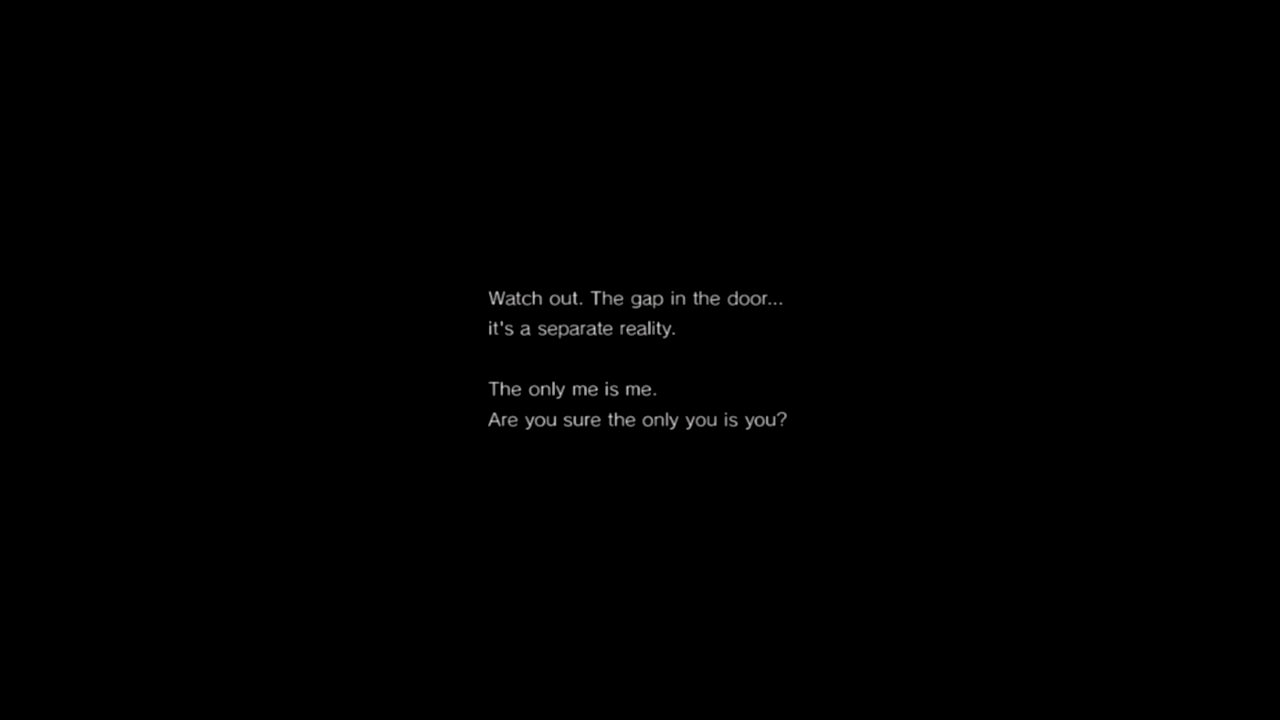 Watch out. The gap in the door...
it's a separate reality.
The only me is me.
Are you sure the only you is you?